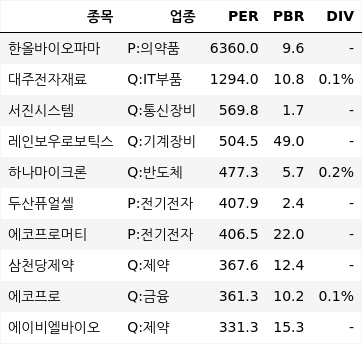 종목 업종 PER PBR DIV
한올바이오파마 P:의약품 6360.0 9.6 -
대주전자재료 Q:IT부품 1294.0 10.8 0.1%
서진시스템 Q:통신장비 569.8 1.7 -
레인보우로보틱스 Q:기계장비 504.5 49.0 -
하나마이크론 Q:반도체 477.3 5.7 0.2%
두산퓨얼셀 P:전기전자 407.9 2.4 -
에코프로머티 P:전기전자 406.5 22.0 -
삼천당제약 Q:제약 367.6 12.4 -
에코프로 Q:금융 361.3 10.2 0.1%
에이비엘바이오 Q:제약 331.3 15.3 -